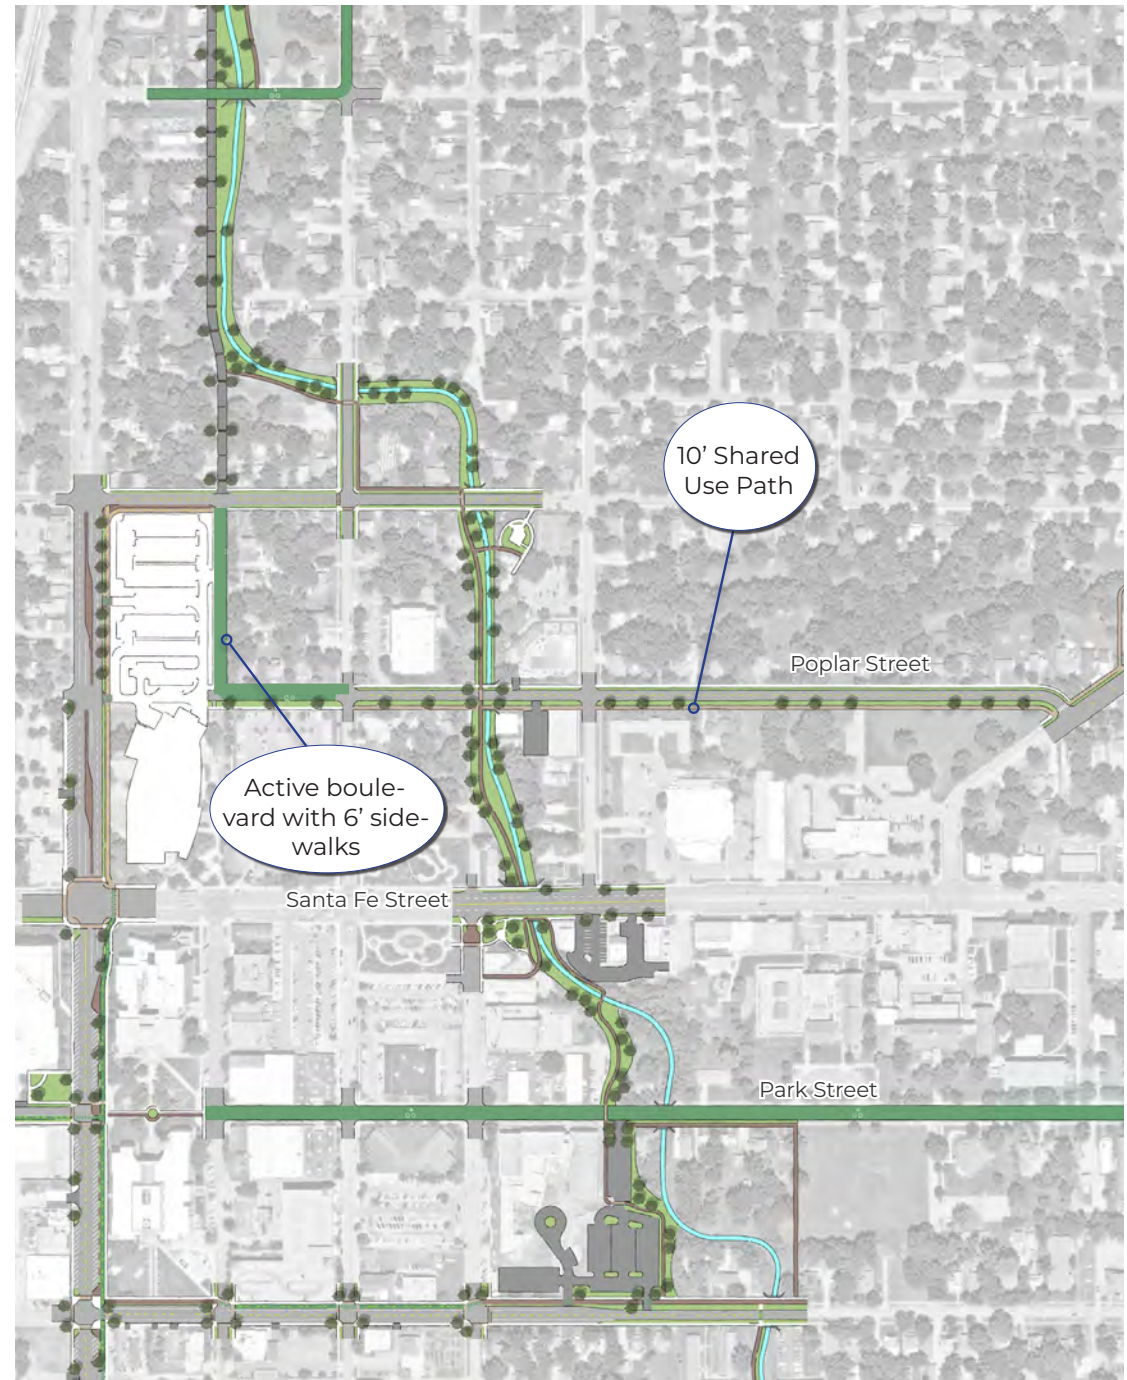 10’ Shared
Use Path
Poplar Street
Active boule-
vard with 6’ side-
walks
Santa Fe Street
Park Street